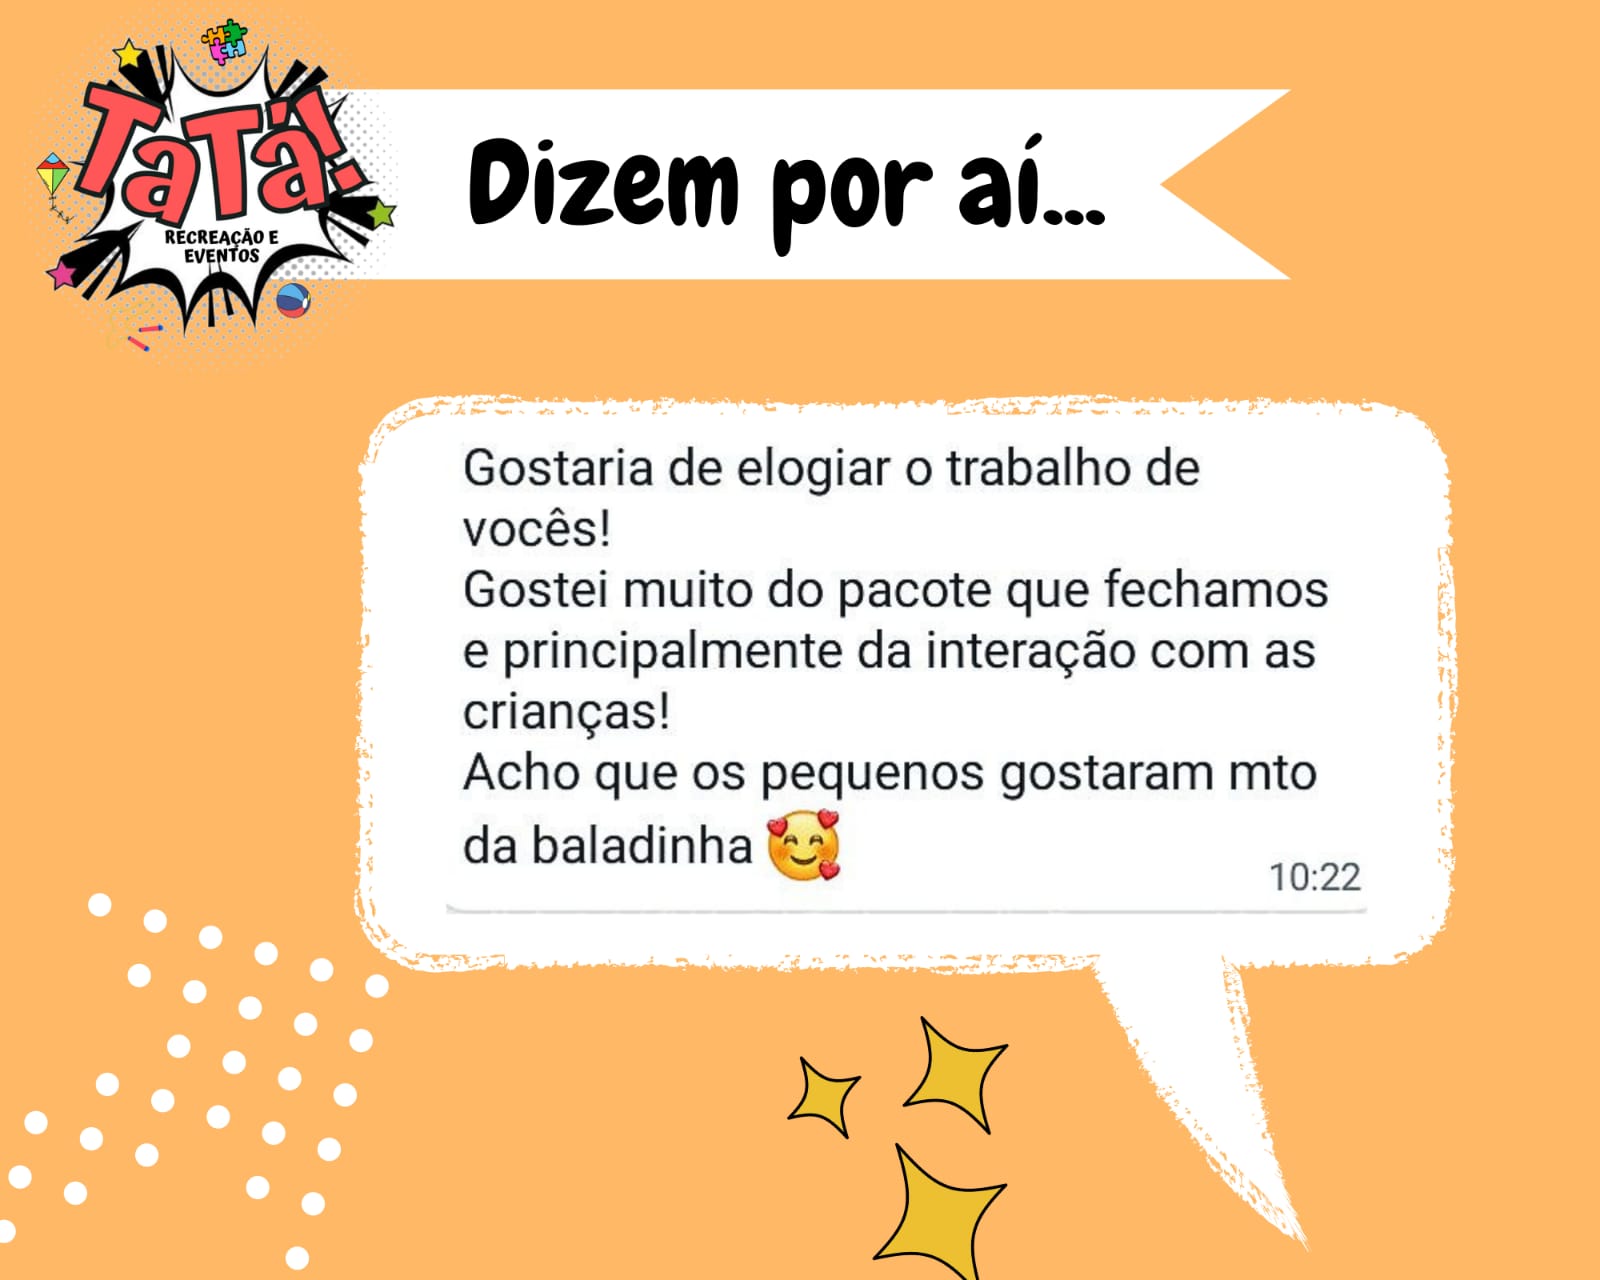 TaTá!
RECREAÇÃO E
EVENTOS
Dizem por aí...
Gostaria de elogiar o trabalho de
vocês!
Gostei muito do pacote que fechamos
e principalmente da interação com as
crianças!
Acho que os pequenos gostaram mto
da baladinha 🥰
10:22